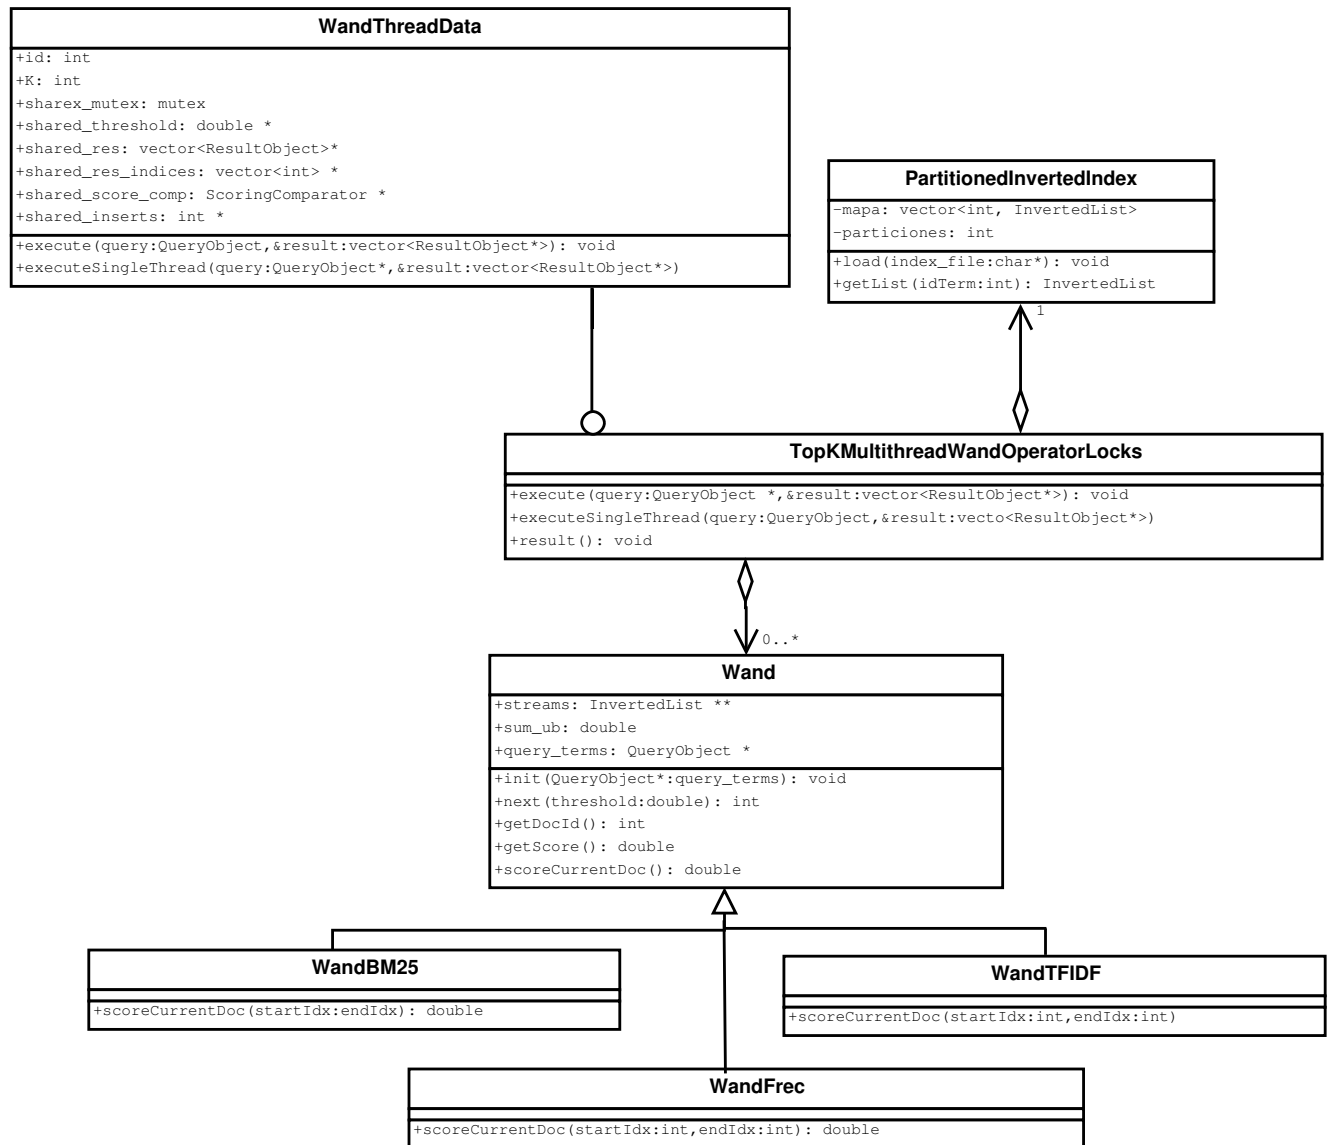 WandThreadData
+id: int
+K: int
+sharex_mutex: mutex
+shared_threshold: double *
+shared_res: vector<ResultObject>*
+shared_res_indices: vector<int> *
+shared_score_comp: ScoringComparator *
+shared_inserts: int *
+execute(query:QueryObject,&result:vector<ResultObject*>): void
+executeSingleThread(query:QueryObject*,&result:vector<ResultObject*>)
PartitionedInvertedIndex
-mapa: vector<int, InvertedList>
-particiones: int
+load(index_file:char*): void
+getList(idTerm:int): InvertedList
1
TopKMultithreadWandOperatorLocks
+execute(query:QueryObject *,&result:vector<ResultObject*>): void
+executeSingleThread(query:QueryObject,&result:vecto<ResultObject*>)
+result(): void
0..*
Wand
+streams: InvertedList **
+sum_ub: double
+query_terms: QueryObject *
+init(QueryObject*:query_terms): void
+next(threshold:double): int
+getDocId(): int
+getScore(): double
+scoreCurrentDoc(): double
WandBM25
+scoreCurrentDoc(startIdx:endIdx): double
WandTFIDF
+scoreCurrentDoc(startIdx:int,endIdx:int)
WandFrec
+scoreCurrentDoc(startIdx:int,endIdx:int): double